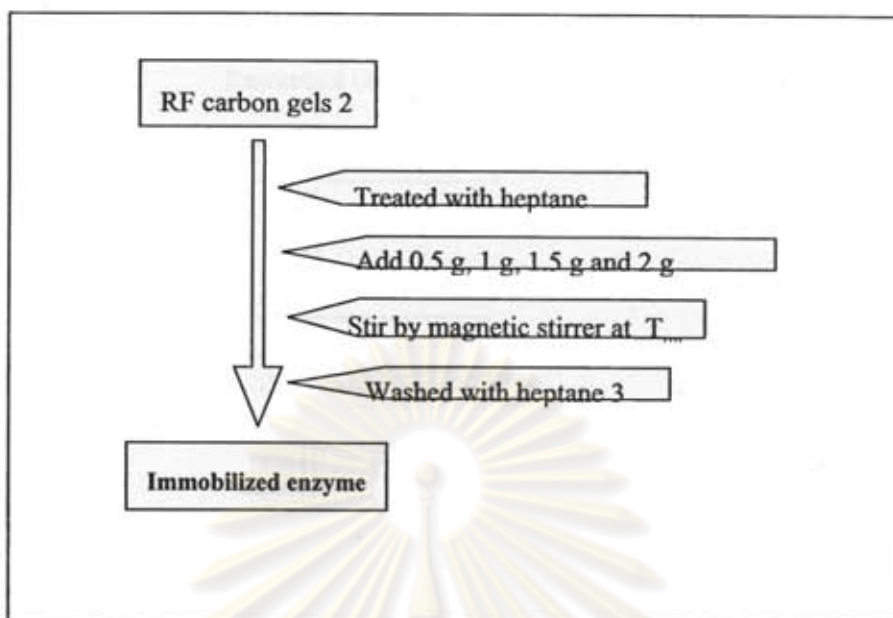 RF carbon gels 2
Treated with heptane
Add 0.5 g, 1 g, 1.5 g and 2 g
Stir by magnetic stirrer at T
Washed with heptane 3
Immobilized enzyme